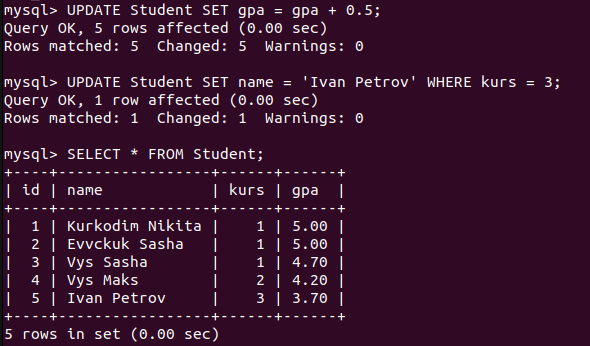 mysql> UPDATE Student SET gpa = gpa + 0.5;
Query OK, 5 rows affected (0.00 sec)
Rows matched: 5  Changed: 5  Warnings: 0

mysql> UPDATE Student SET name = 'Ivan Petrov' WHERE kurs = 3;
Query OK, 1 row affected (0.00 sec)
Rows matched: 1  Changed: 1  Warnings: 0

mysql> SELECT * FROM Student;
+----+-----------------+------+------+
| id | name            | kurs | gpa  |
+----+-----------------+------+------+
|  1 | Kurkodim Nikita |    1 | 5.00 |
|  2 | Evvckuk Sasha   |    1 | 5.00 |
|  3 | Vys Sasha       |    1 | 4.70 |
|  4 | Vys Maks        |    2 | 4.20 |
|  5 | Ivan Petrov     |    3 | 3.70 |
+----+-----------------+------+------+
5 rows in set (0.00 sec)